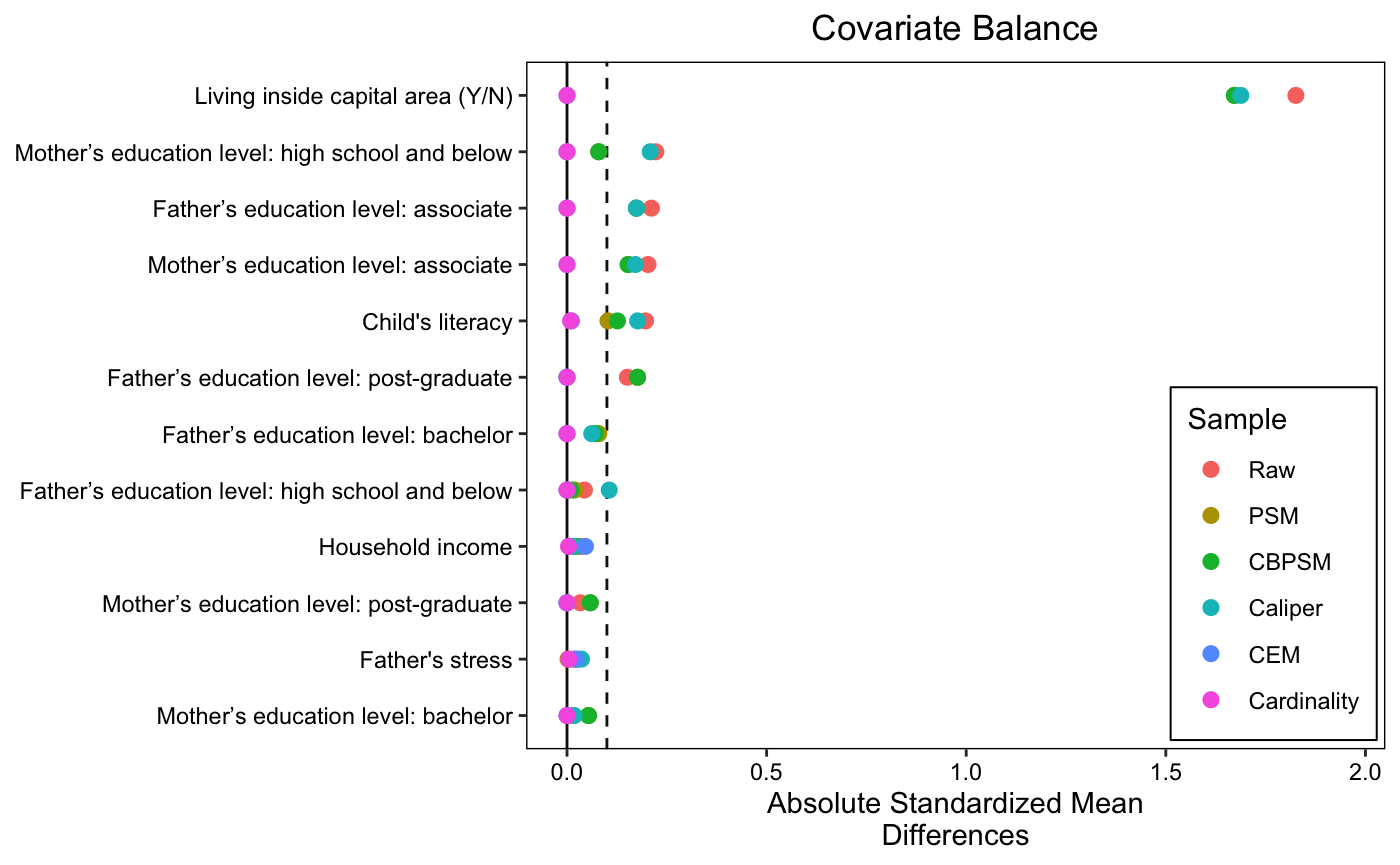 Covariate Balance
Living inside capital area (Y/N)
Mother’s education level: high school and below
Father’s education level: associate
Mother’s education level: associate
Child's literacy
Father’s education level: post-graduate
Father’s education level: bachelor
Father’s education level: high school and below
Household income
Mother’s education level: post-graduate
Father's stress
Mother’s education level: bachelor
Sample
Raw
PSM
CBPSM
Caliper
CEM
Cardinality
0.0 0.5 1.0 1.5 2.0
Absolute Standardized Mean
Differences